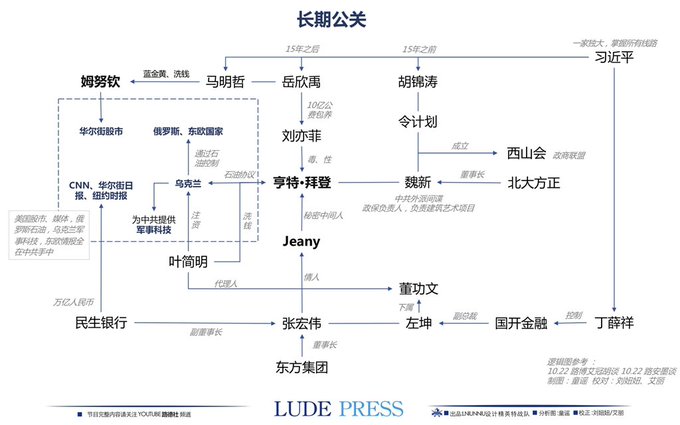 长期公关
15年之后
15年之前
一家独大,掌握所有线路
姆努钦
蓝金黄、洗钱
马明哲
岳欣禹
胡锦涛
习近平
10亿公
费包养
华尔街股市
俄罗斯、东欧国家
刘亦菲
令计划
成立
西山会
政商联盟
通过石
油控制
毒、性
CNN、华尔街日
报、纽约时报
乌克兰
石油协议
亨特·拜登
魏新
董事长
北大方正
中共外派间谍
政保负责人,负责建筑艺术项目
美国股市、媒体,俄
罗斯石油,乌克兰军
事科技,东欧情报全
在中共手中
为中共提供
军事科技
注资
洗钱
秘密中间人
Jeany
叶简明
代理人
情人
董功文
下属
万亿人民币
民生银行
副董事长
张宏伟
左坤
副总裁
国开金融
控制
丁薛祥
董事长
东方集团
逻辑图参考 :
10.22 路博艾冠胡谈 10.22 路安墨谈
制图:童谣 校对:刘妞妞、艾丽
节目完整内容请关注 YOUTUBE 路德社 频道
LUDE PRESS
出品LNUNNU设计精英特战队
分析图:童谣
校正:刘妞妞/艾丽